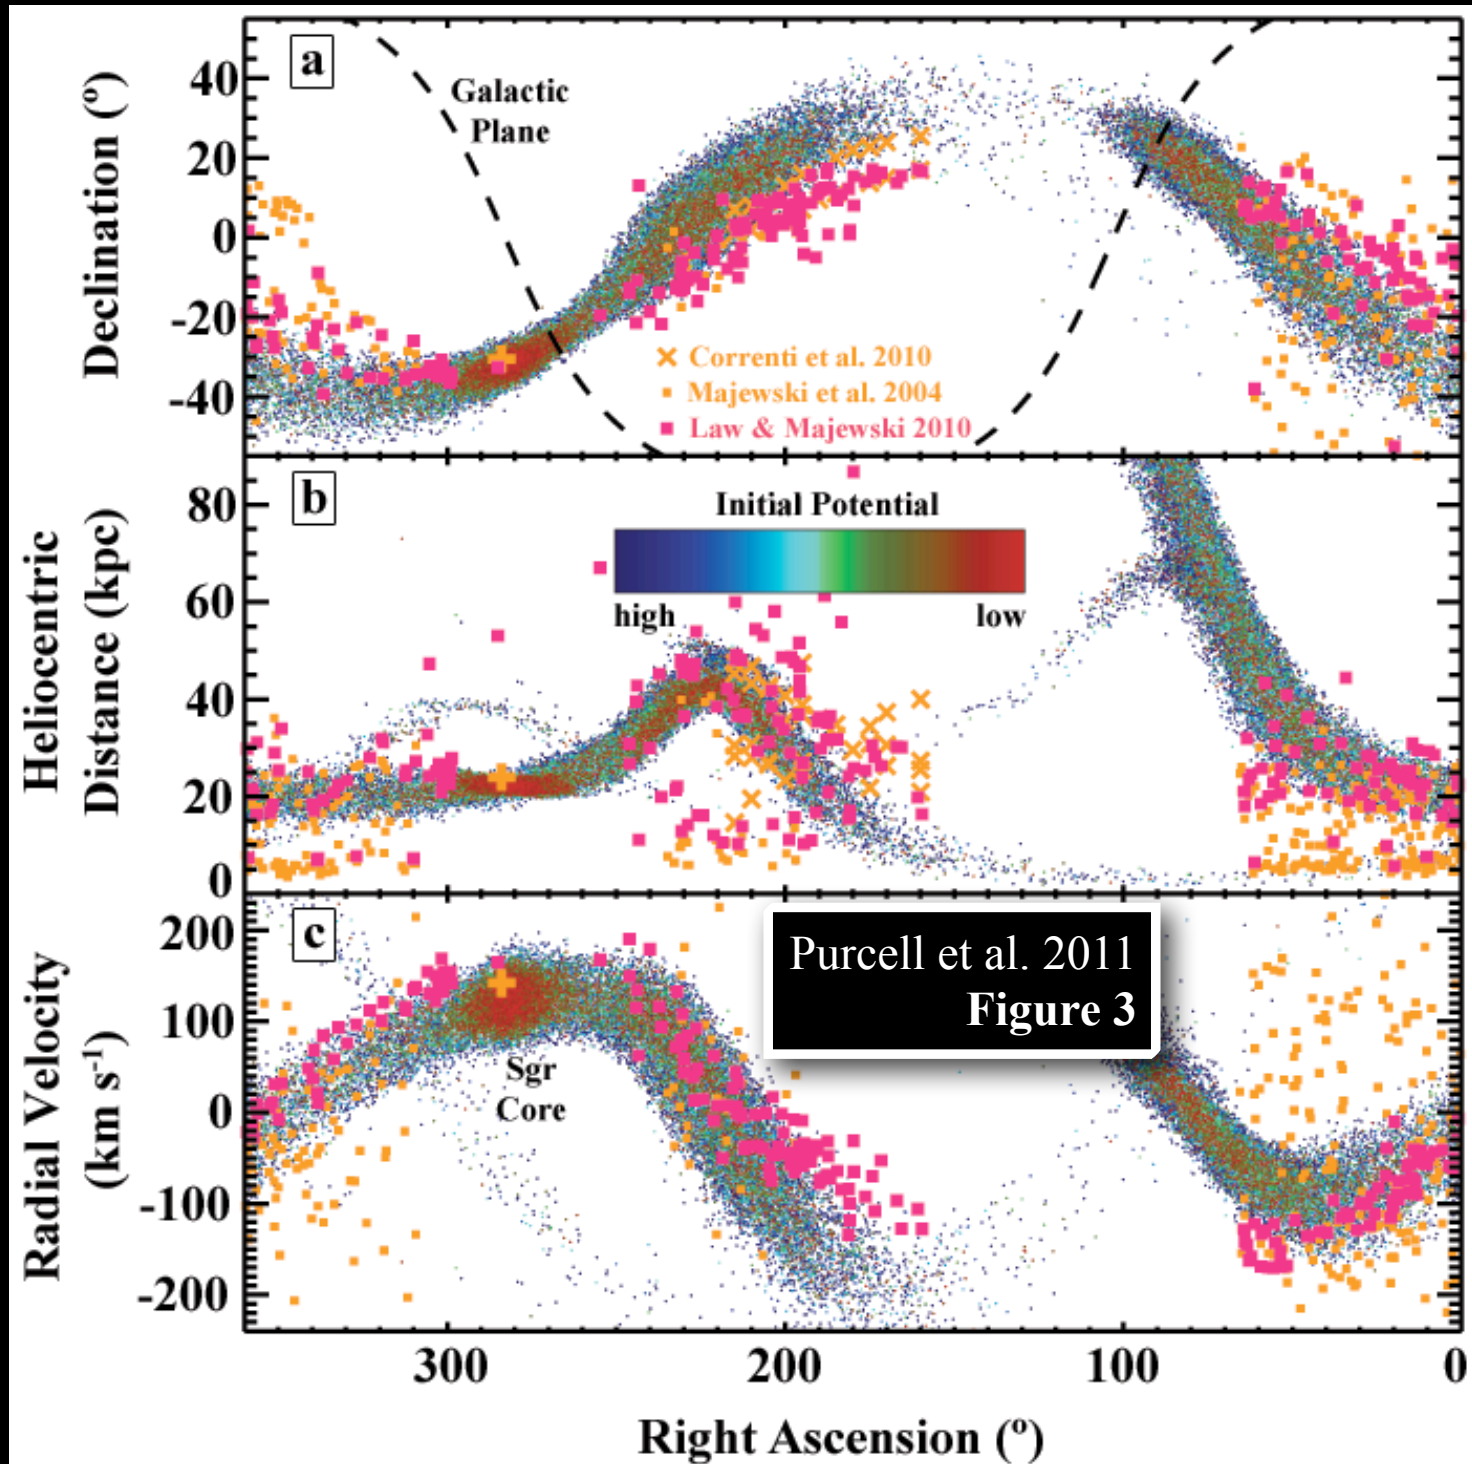 a
Galactic
Plane
Declination (º)
40
20
0
-20
-40
Correnti et al. 2010
Majewski et al. 2004
Law & Majewski 2010
b
Initial Potential
high
low
Heliocentric
Distance (kpc)
80
60
40
20
0
c
Purcell et al. 2011
Figure 3
Sgr
Core
Radial Velocity
(km s⁻¹)
200
100
0
-100
-200
300
200
100
0
Right Ascension (º)